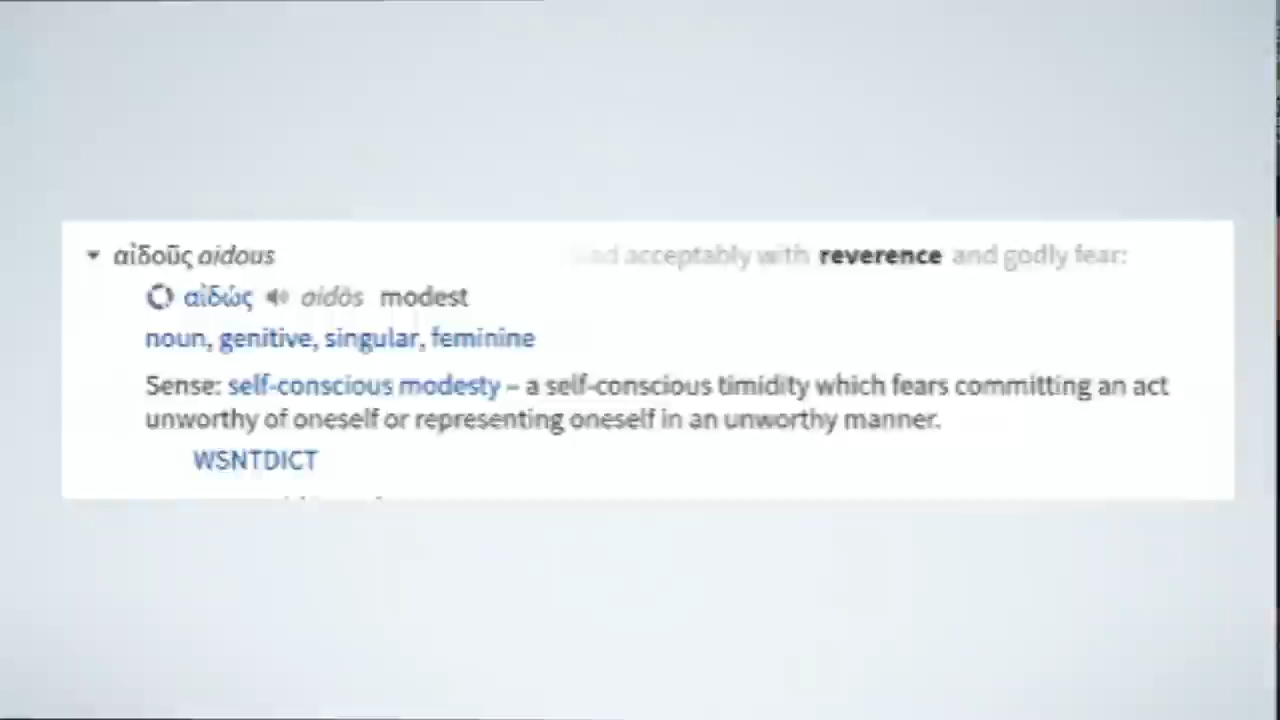 αἰδοῦς aidous acceptably with reverence and godly fear:
αἰδώς aidōs modest
noun, genitive, singular, feminine
Sense: self-conscious modesty – a self-conscious timidity which fears committing an act
unworthy of oneself or representing oneself in an unworthy manner.
WSNTDICT